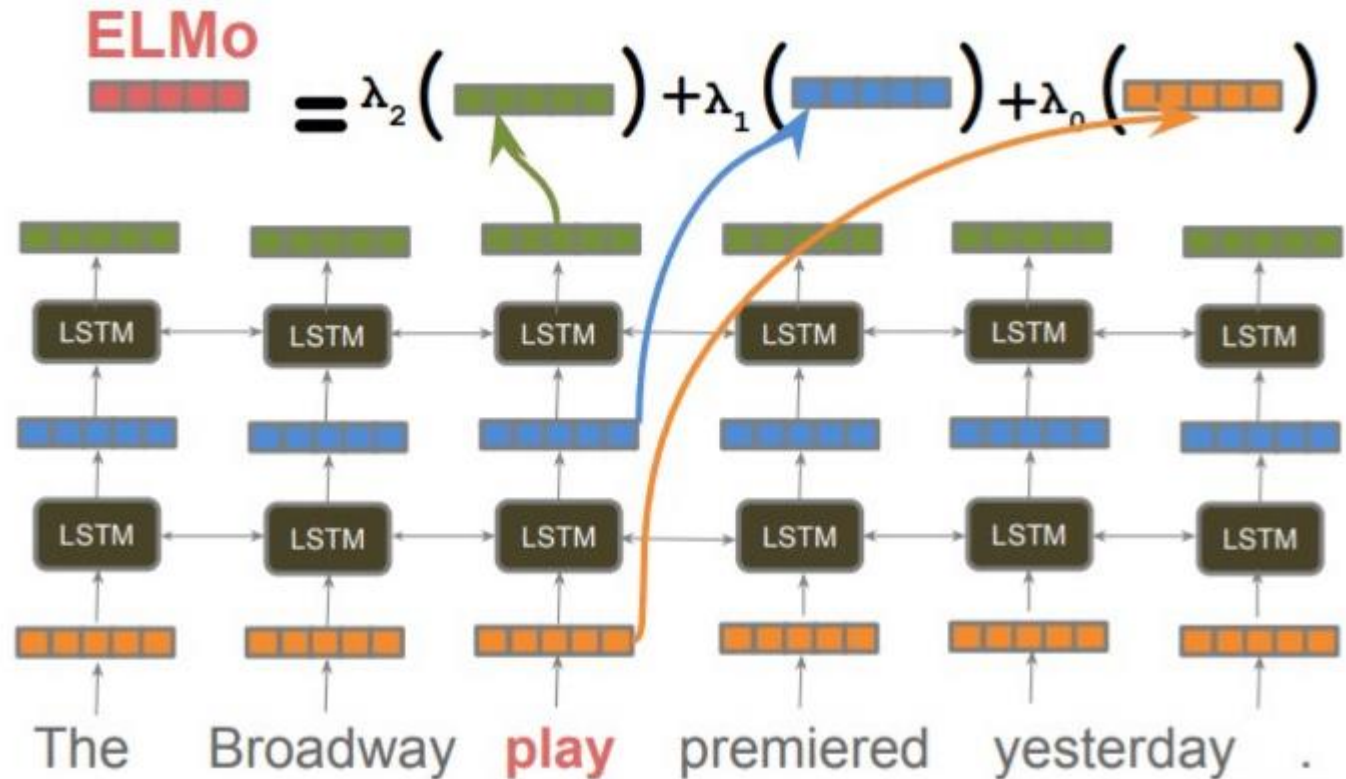 ELMo
= λ2 ( ) + λ1 ( ) + λ0 ( )
LSTM LSTM LSTM LSTM LSTM LSTM
LSTM LSTM LSTM LSTM LSTM LSTM
The Broadway play premiered yesterday .